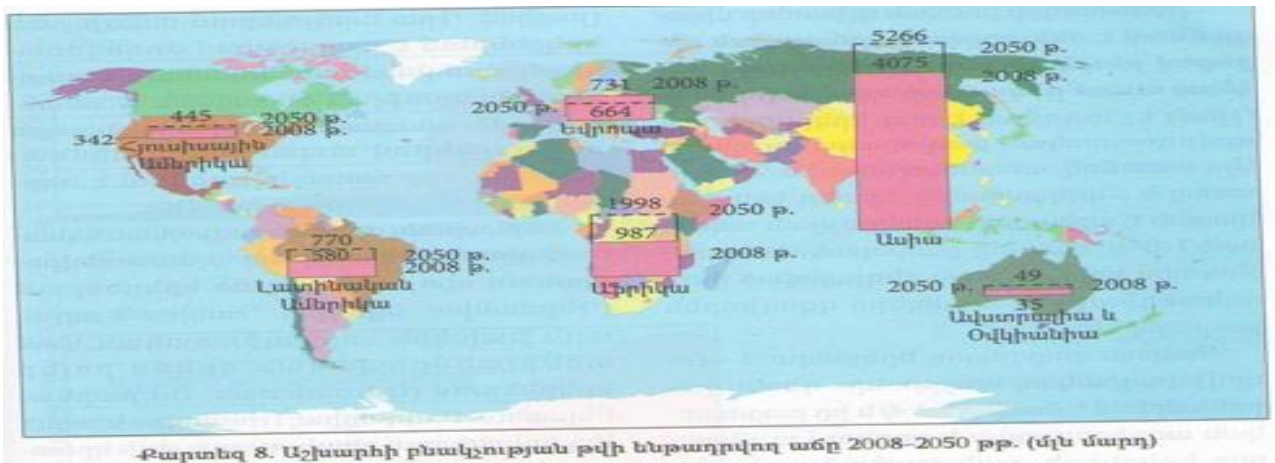 5266
2050 թ.
4075
2008 թ.
731
2008 թ.
2050 թ.
664
Եվրոպա
445
2050 թ.
2008 թ.
342
Հյուսիսային
Ամերիկա
1998
2050 թ.
987
2008 թ.
Աֆրիկա
Ասիա
770
580
2050 թ.
2008 թ.
Լատինական
Ամերիկա
49
2050 թ.
2008 թ.
35
Ավստրալիա և
Օվկիանիա
Քարտեզ 8. Աշխարհի բնակչության թվի ենթադրվող աճը 2008–2050 թթ. (մլն մարդ)